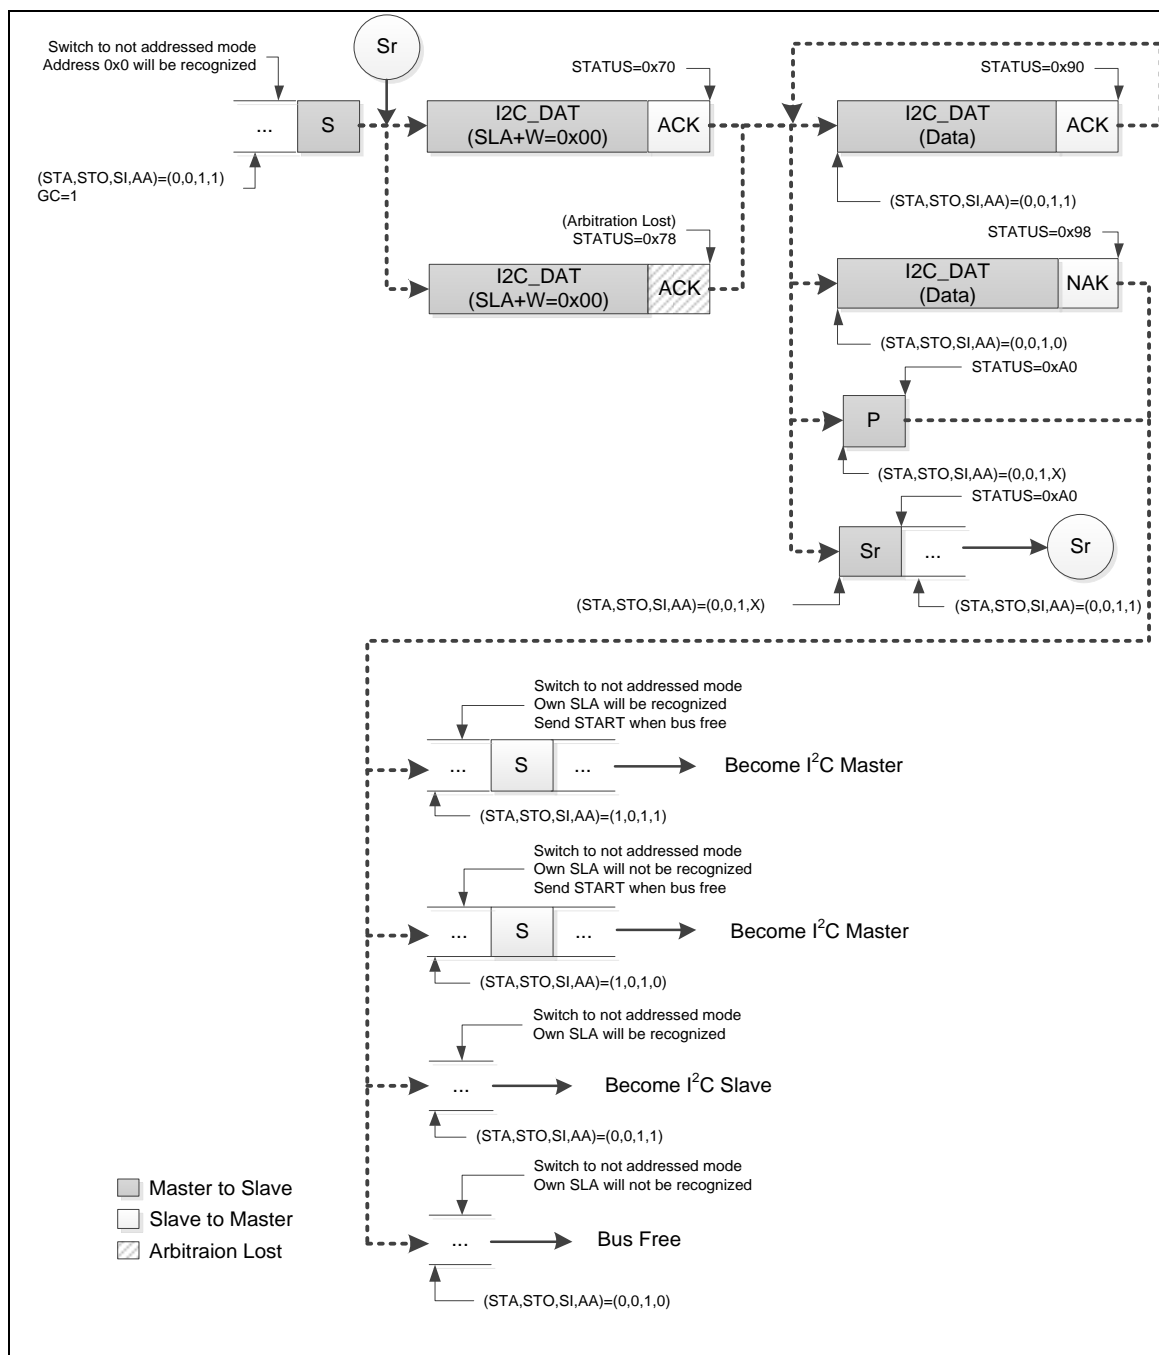 Switch to not addressed mode
Address 0x0 will be recognized
Sr
STATUS=0x70
STATUS=0x90
...
S
I2C_DAT
(SLA+W=0x00)
ACK
I2C_DAT
(Data)
ACK
(STA,STO,SI,AA)=(0,0,1,1)
GC=1
(STA,STO,SI,AA)=(0,0,1,1)
(Arbitration Lost)
STATUS=0x78
STATUS=0x98
I2C_DAT
(SLA+W=0x00)
ACK
I2C_DAT
(Data)
NAK
(STA,STO,SI,AA)=(0,0,1,0)
STATUS=0xA0
P
(STA,STO,SI,AA)=(0,0,1,X)
STATUS=0xA0
Sr
...
Sr
(STA,STO,SI,AA)=(0,0,1,X)
(STA,STO,SI,AA)=(0,0,1,1)
Switch to not addressed mode
Own SLA will be recognized
Send START when bus free
...
S
...
Become I²C Master
(STA,STO,SI,AA)=(1,0,1,1)
Switch to not addressed mode
Own SLA will not be recognized
Send START when bus free
...
S
...
Become I²C Master
(STA,STO,SI,AA)=(1,0,1,0)
Switch to not addressed mode
Own SLA will be recognized
...
Become I²C Slave
(STA,STO,SI,AA)=(0,0,1,1)
Switch to not addressed mode
Own SLA will not be recognized
...
Bus Free
(STA,STO,SI,AA)=(0,0,1,0)
Master to Slave
Slave to Master
Arbitraion Lost